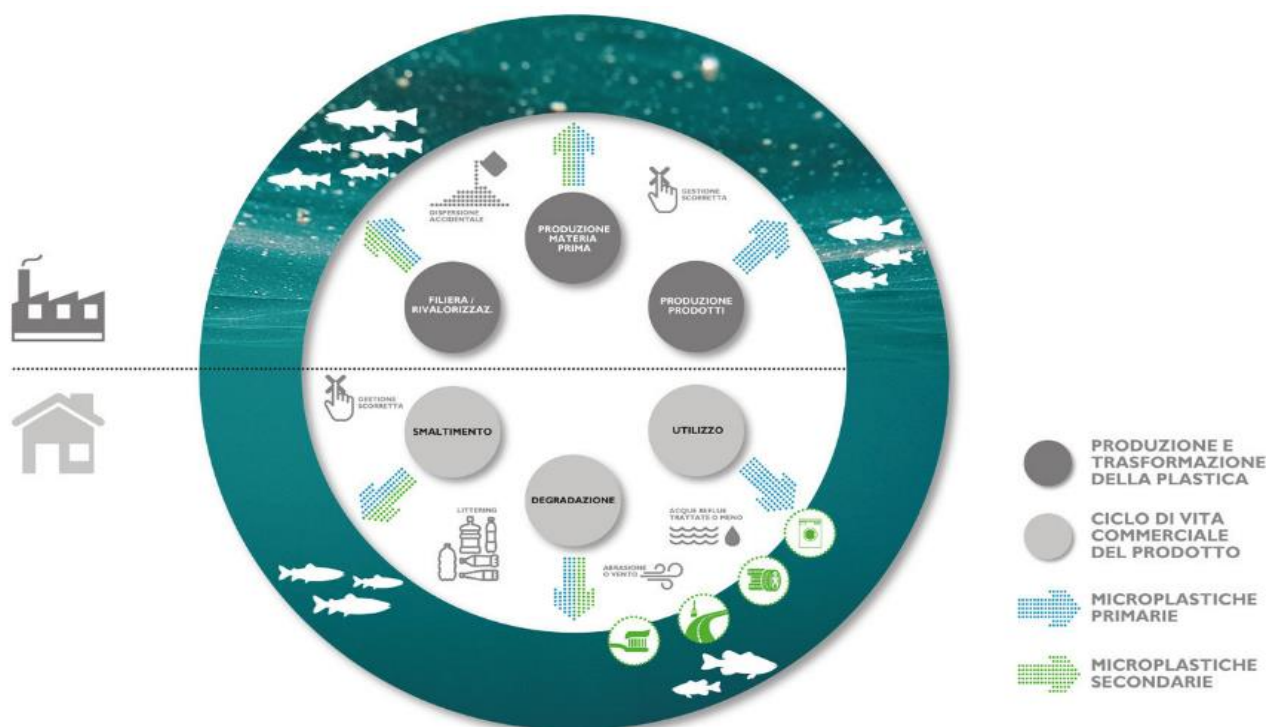 DISPERSIONE
ACCIDENTALE
GESTIONE
SCORRETTA
PRODUZIONE
MATERIA
PRIMA
FILIERA /
RIVALORIZZAZ.
PRODUZIONE
PRODOTTI
GESTIONE
SCORRETTA
SMALTIMENTO
UTILIZZO
DEGRADAZIONE
LITTERING
ACQUE REFLUE
TRATTATE O MENO
ABRASIONE
O VENTO
PRODUZIONE E
TRASFORMAZIONE
DELLA PLASTICA
CICLO DI VITA
COMMERCIALE
DEL PRODOTTO
MICROPLASTICHE
PRIMARIE
MICROPLASTICHE
SECONDARIE